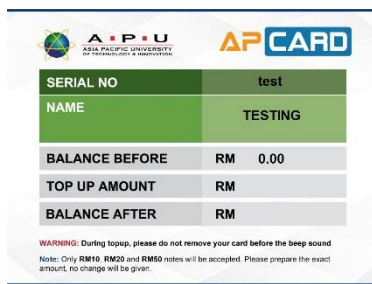 A•P•U
ASIA PACIFIC UNIVERSITY
OF TECHNOLOGY & INNOVATION
AP CARD
SERIAL NO test
NAME TESTING
BALANCE BEFORE RM 0.00
TOP UP AMOUNT RM
BALANCE AFTER RM
WARNING: During topup, please do not remove your card before the beep sound
Note: Only RM10, RM20 and RM50 notes will be accepted. Please prepare the exact
amount, no change will be given.